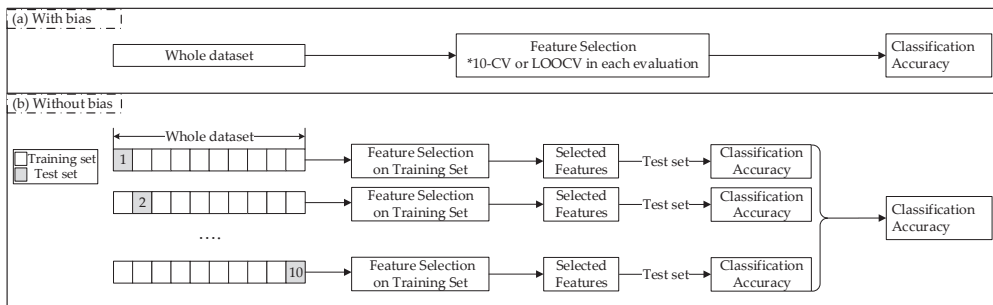 (a) With bias
Whole dataset
Feature Selection
*10-CV or LOOCV in each evaluation
Classification
Accuracy
(b) Without bias
Whole dataset
Training set
Test set
1
Feature Selection
on Training Set
Selected
Features
Test set
Classification
Accuracy
2
Feature Selection
on Training Set
Selected
Features
Test set
Classification
Accuracy
Classification
Accuracy
....
10
Feature Selection
on Training Set
Selected
Features
Test set
Classification
Accuracy